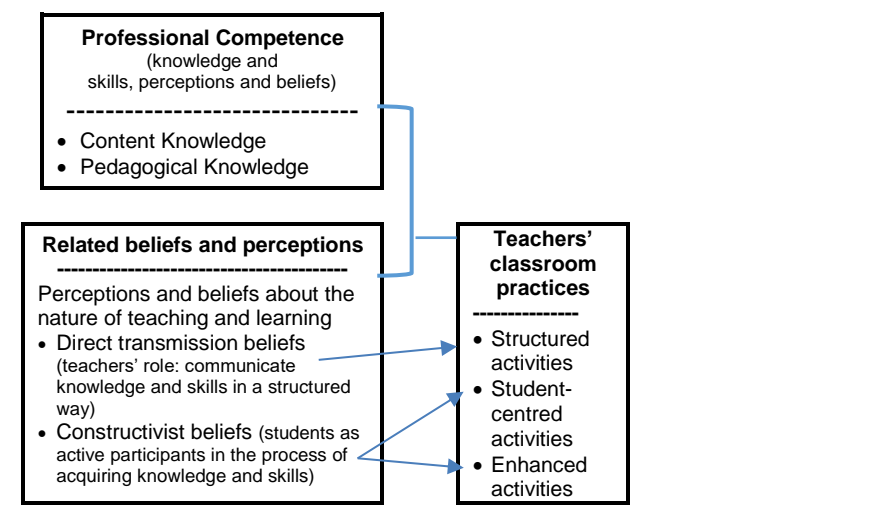 Professional Competence
(knowledge and
skills, perceptions and beliefs)
------------------------------
• Content Knowledge
• Pedagogical Knowledge
Related beliefs and perceptions
-----------------------------------------
Perceptions and beliefs about the
nature of teaching and learning
• Direct transmission beliefs
(teachers’ role: communicate
knowledge and skills in a structured
way)
• Constructivist beliefs (students as
active participants in the process of
acquiring knowledge and skills)
Teachers’
classroom
practices
---------------
• Structured
activities
• Student-
centred
activities
• Enhanced
activities